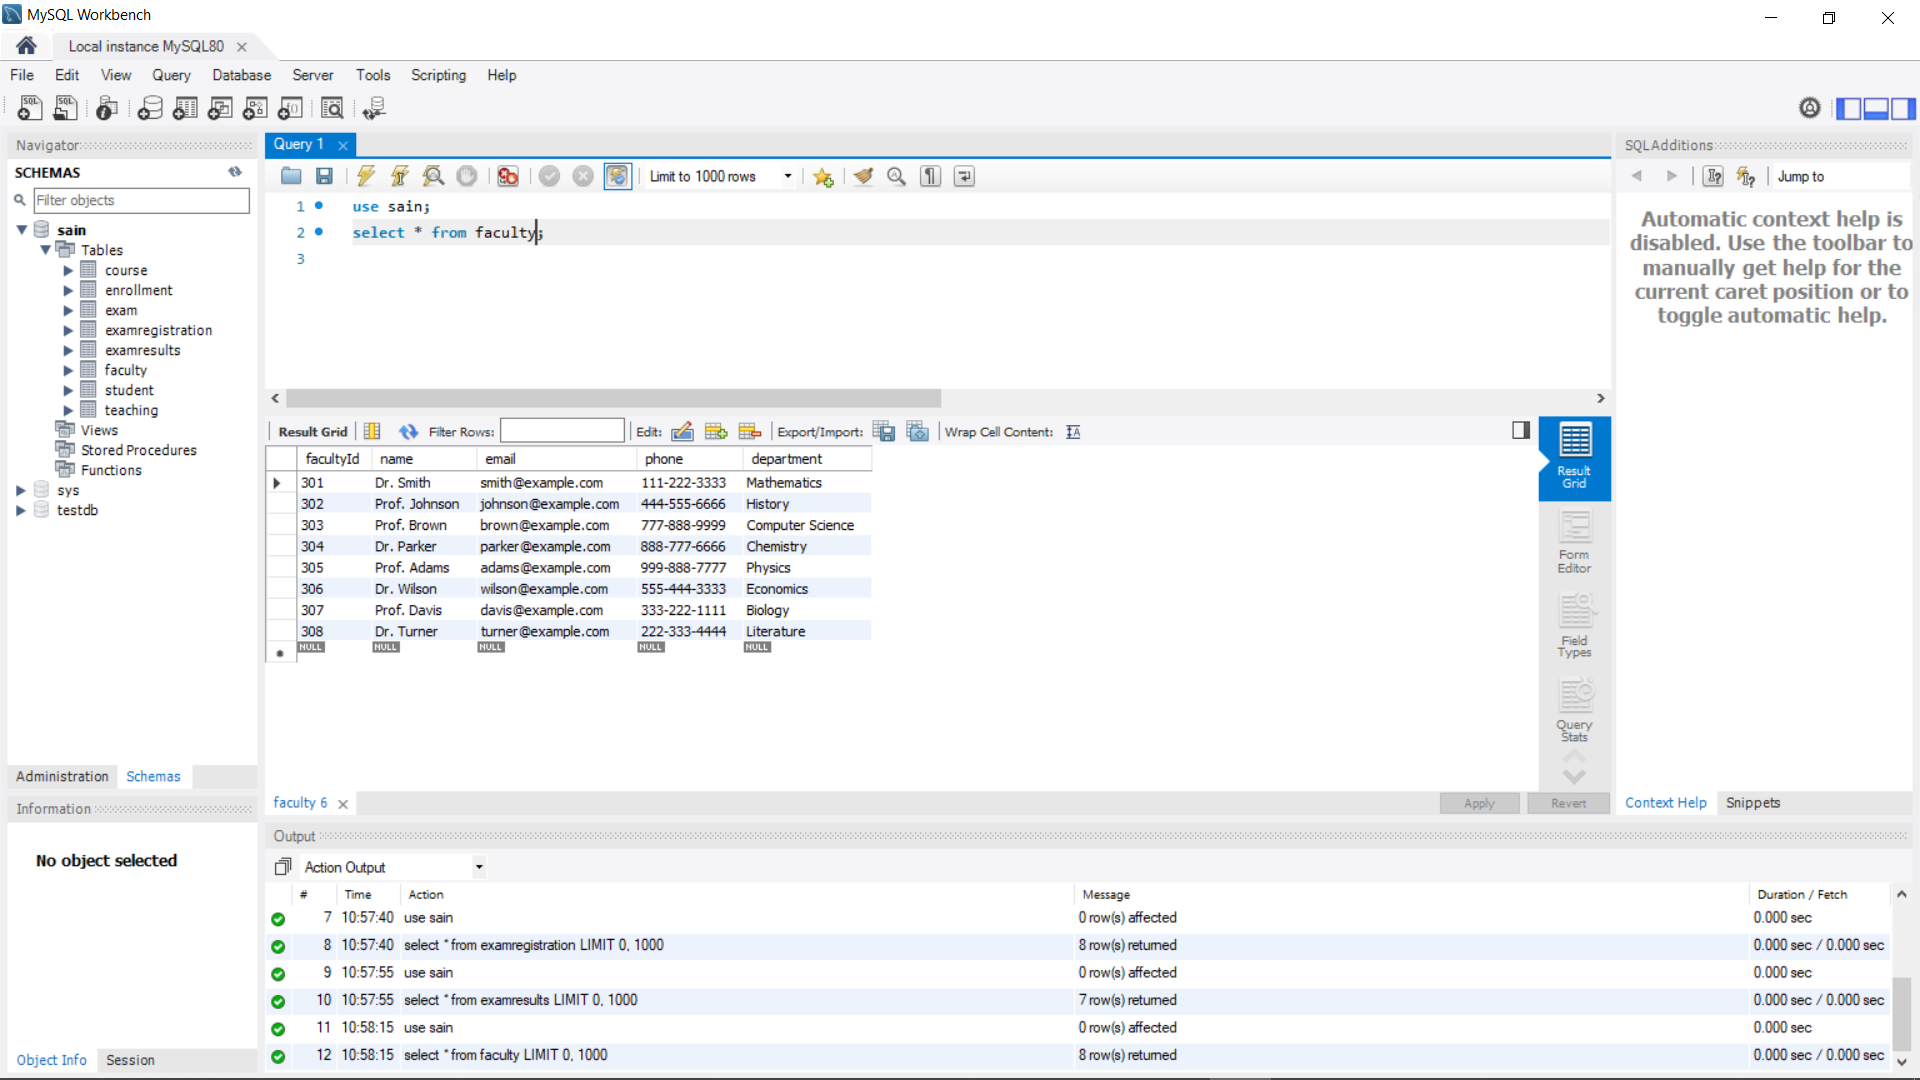 MySQL Workbench
Local instance MySQL80
File Edit View Query Database Server Tools Scripting Help
Navigator
SCHEMAS
Filter objects
sain
Tables
course
enrollment
exam
examregistration
examresults
faculty
student
teaching
Views
Stored Procedures
Functions
sys
testdb
Administration Schemas
Information
No object selected
Object Info Session
Query 1
Limit to 1000 rows
1 use sain;
2 select * from faculty;
3
Result Grid Filter Rows: Edit: Export/Import: Wrap Cell Content:
facultyId name email phone department
301 Dr. Smith smith@example.com 111-222-3333 Mathematics
302 Prof. Johnson johnson@example.com 444-555-6666 History
303 Prof. Brown brown@example.com 777-888-9999 Computer Science
304 Dr. Parker parker@example.com 888-777-6666 Chemistry
305 Prof. Adams adams@example.com 999-888-7777 Physics
306 Dr. Wilson wilson@example.com 555-444-3333 Economics
307 Prof. Davis davis@example.com 333-222-1111 Biology
308 Dr. Turner turner@example.com 222-333-4444 Literature
NULL NULL NULL NULL NULL
Result
Grid
Form
Editor
Field
Types
Query
Stats
faculty 6
Apply Revert
SQLAdditions
Jump to
Automatic context help is
disabled. Use the toolbar to
manually get help for the
current caret position or to
toggle automatic help.
Context Help Snippets
Output
Action Output
# Time Action Message Duration / Fetch
7 10:57:40 use sain 0 row(s) affected 0.000 sec
8 10:57:40 select * from examregistration LIMIT 0, 1000 8 row(s) returned 0.000 sec / 0.000 sec
9 10:57:55 use sain 0 row(s) affected 0.000 sec
10 10:57:55 select * from examresults LIMIT 0, 1000 7 row(s) returned 0.000 sec / 0.000 sec
11 10:58:15 use sain 0 row(s) affected 0.000 sec
12 10:58:15 select * from faculty LIMIT 0, 1000 8 row(s) returned 0.000 sec / 0.000 sec